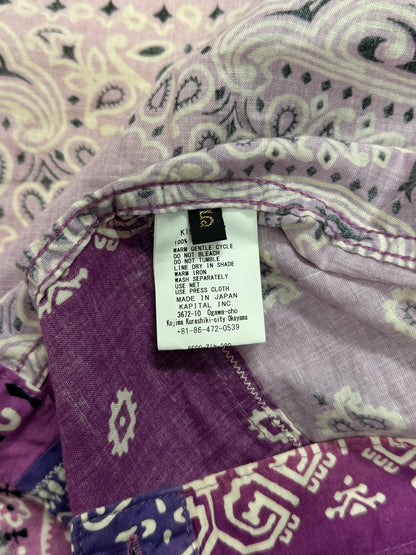 5
100%
WARM GENTLE CYCLE
DO NOT BLEACH
DO NOT TUMBLE
LINE DRY IN SHADE
WARM IRON
WASH SEPARATELY
USE NET
USE PRESS CLOTH
MADE IN JAPAN
KAPITAL INC.
3672-10 Ogawa-cho
Kojima Kurashiki-city Okayama
+81-86-472-0539